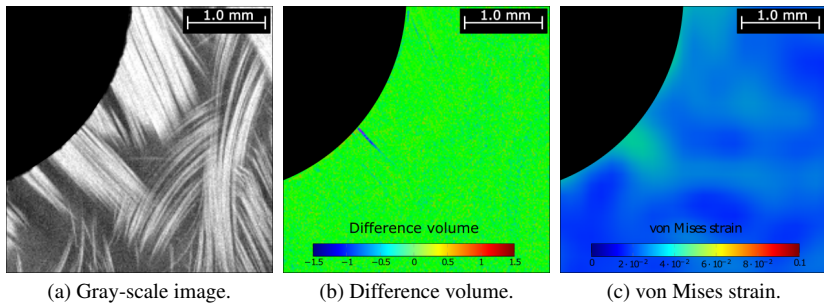 1.0 mm
1.0 mm
1.0 mm
Difference volume
−1.5 −1 −0.5 0 0.5 1 1.5
von Mises strain
0 2·10⁻² 4·10⁻² 6·10⁻² 8·10⁻² 0.1
(a) Gray-scale image.
(b) Difference volume.
(c) von Mises strain.